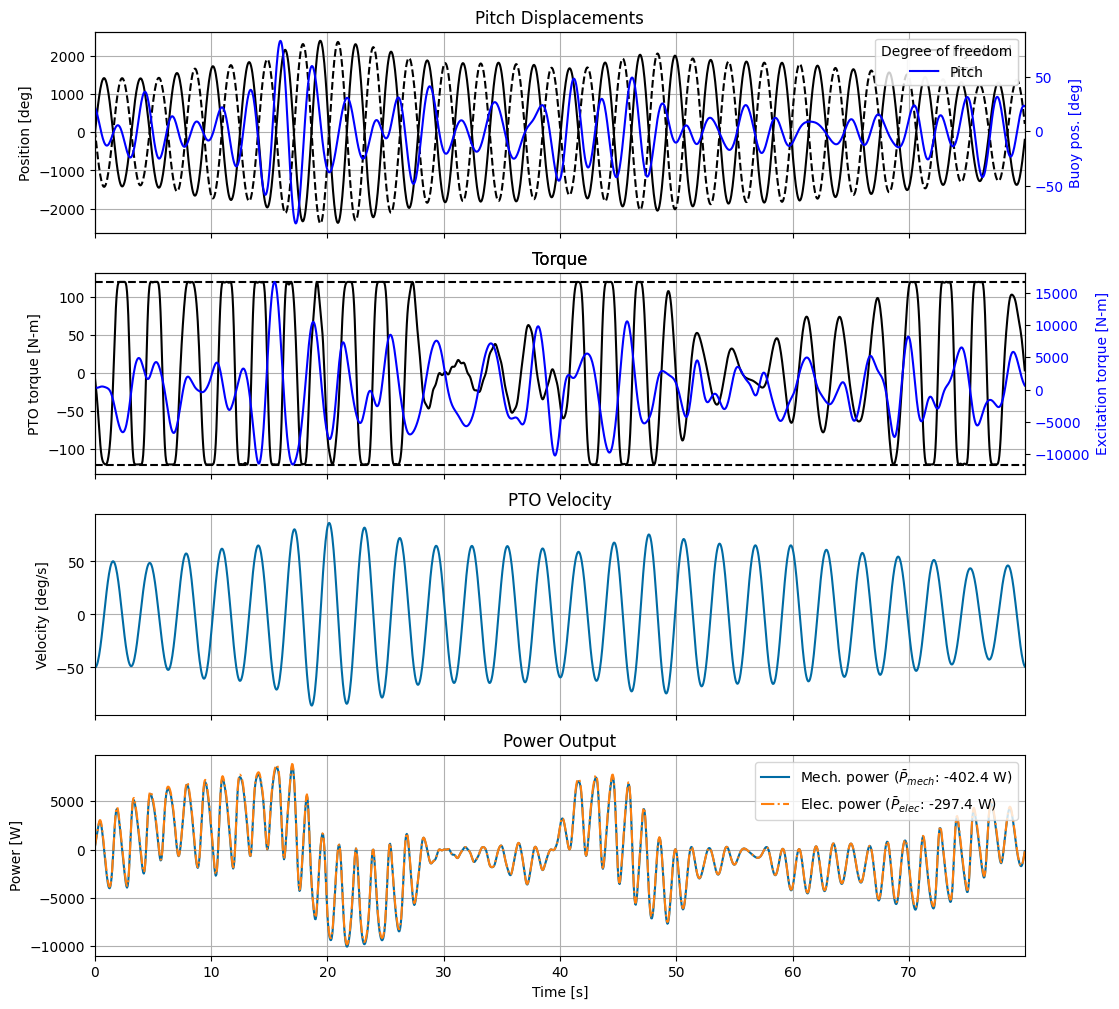 Pitch Displacements
Position [deg]
2000
1000
0
−1000
−2000
Degree of freedom
Pitch
50
0
−50
Buoy pos. [deg]
Torque
PTO torque [N-m]
100
50
0
−50
−100
15000
10000
5000
0
−5000
−10000
Excitation torque [N-m]
PTO Velocity
Velocity [deg/s]
50
0
−50
Power Output
Power [W]
5000
0
−5000
−10000
Mech. power (P̄mech: -402.4 W)
Elec. power (P̄elec: -297.4 W)
0 10 20 30 40 50 60 70
Time [s]